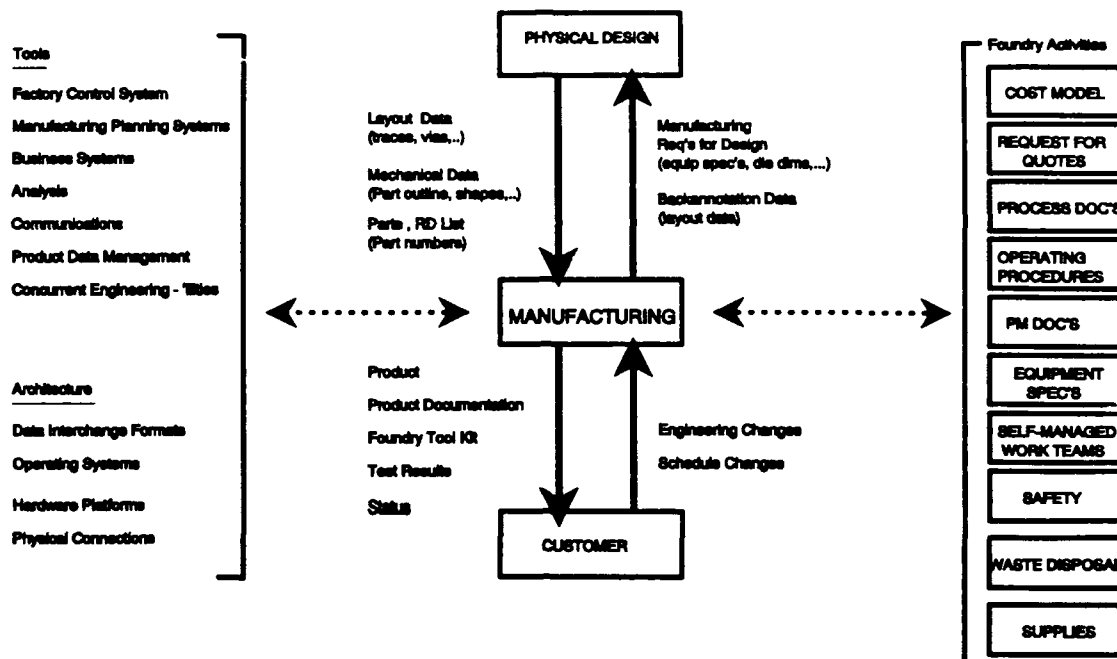 Tools
Factory Control System
Manufacturing Planning Systems
Business Systems
Analysis
Communications
Product Data Management
Concurrent Engineering -
Architecture
Data Interchange Formats
Operating Systems
Hardware Platforms
Physical Connections
PHYSICAL DESIGN
Layout Data
(traces, vias,..)
Mechanical Data
(Part outline, shapes,..)
Parts , RD List
(Part numbers)
Manufacturing
Req's for Design
(equip spec's, die dims,...)
Backannotation Data
(layout data)
MANUFACTURING
Product
Product Documentation
Foundry Tool Kit
Test Results
Status
Engineering Changes
Schedule Changes
CUSTOMER
Foundry Activities
COST MODEL
REQUEST FOR
QUOTES
PROCESS DOC'S
OPERATING
PROCEDURES
PM DOC'S
EQUIPMENT
SPEC'S
SELF-MANAGED
WORK TEAMS
SAFETY
WASTE DISPOSAL
SUPPLIES